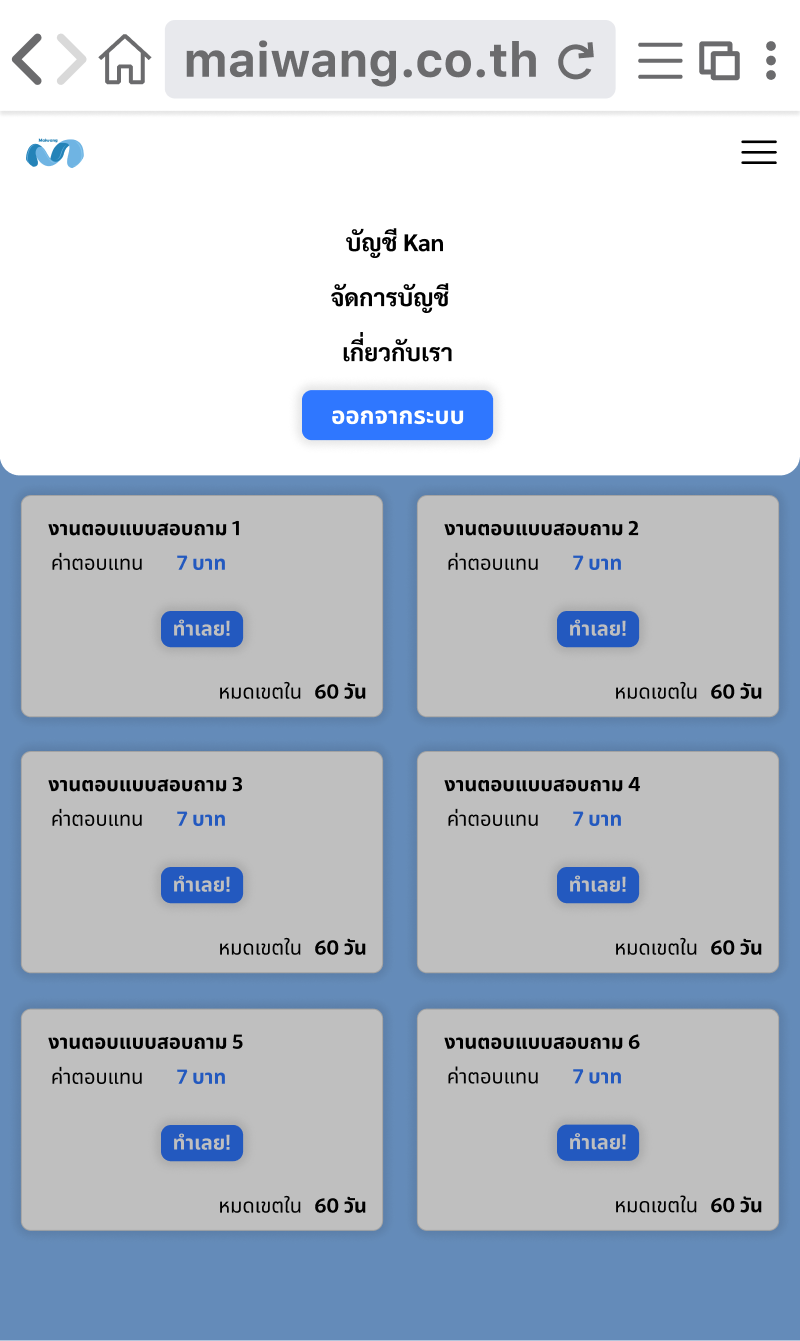 maiwang.co.th
Maiwang
บัญชี Kan
จัดการบัญชี
เกี่ยวกับเรา
ออกจากระบบ
งานตอบแบบสอบถาม 1
ค่าตอบแทน 7 บาท
ทำเลย!
หมดเขตใน 60 วัน
งานตอบแบบสอบถาม 2
ค่าตอบแทน 7 บาท
ทำเลย!
หมดเขตใน 60 วัน
งานตอบแบบสอบถาม 3
ค่าตอบแทน 7 บาท
ทำเลย!
หมดเขตใน 60 วัน
งานตอบแบบสอบถาม 4
ค่าตอบแทน 7 บาท
ทำเลย!
หมดเขตใน 60 วัน
งานตอบแบบสอบถาม 5
ค่าตอบแทน 7 บาท
ทำเลย!
หมดเขตใน 60 วัน
งานตอบแบบสอบถาม 6
ค่าตอบแทน 7 บาท
ทำเลย!
หมดเขตใน 60 วัน